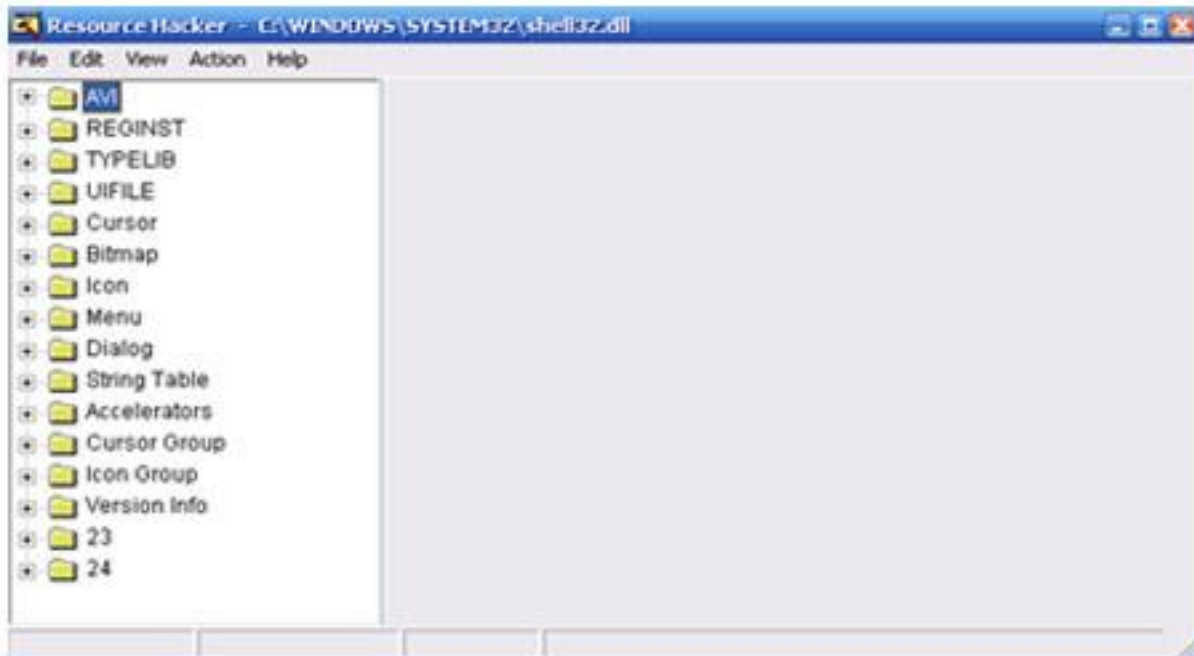 Resource Hacker - C:\WINDOWS\SYSTEM32\shell32.dll
File Edit View Action Help
AVI
REGINST
TYPELIB
UIFILE
Cursor
Bitmap
Icon
Menu
Dialog
String Table
Accelerators
Cursor Group
Icon Group
Version Info
23
24